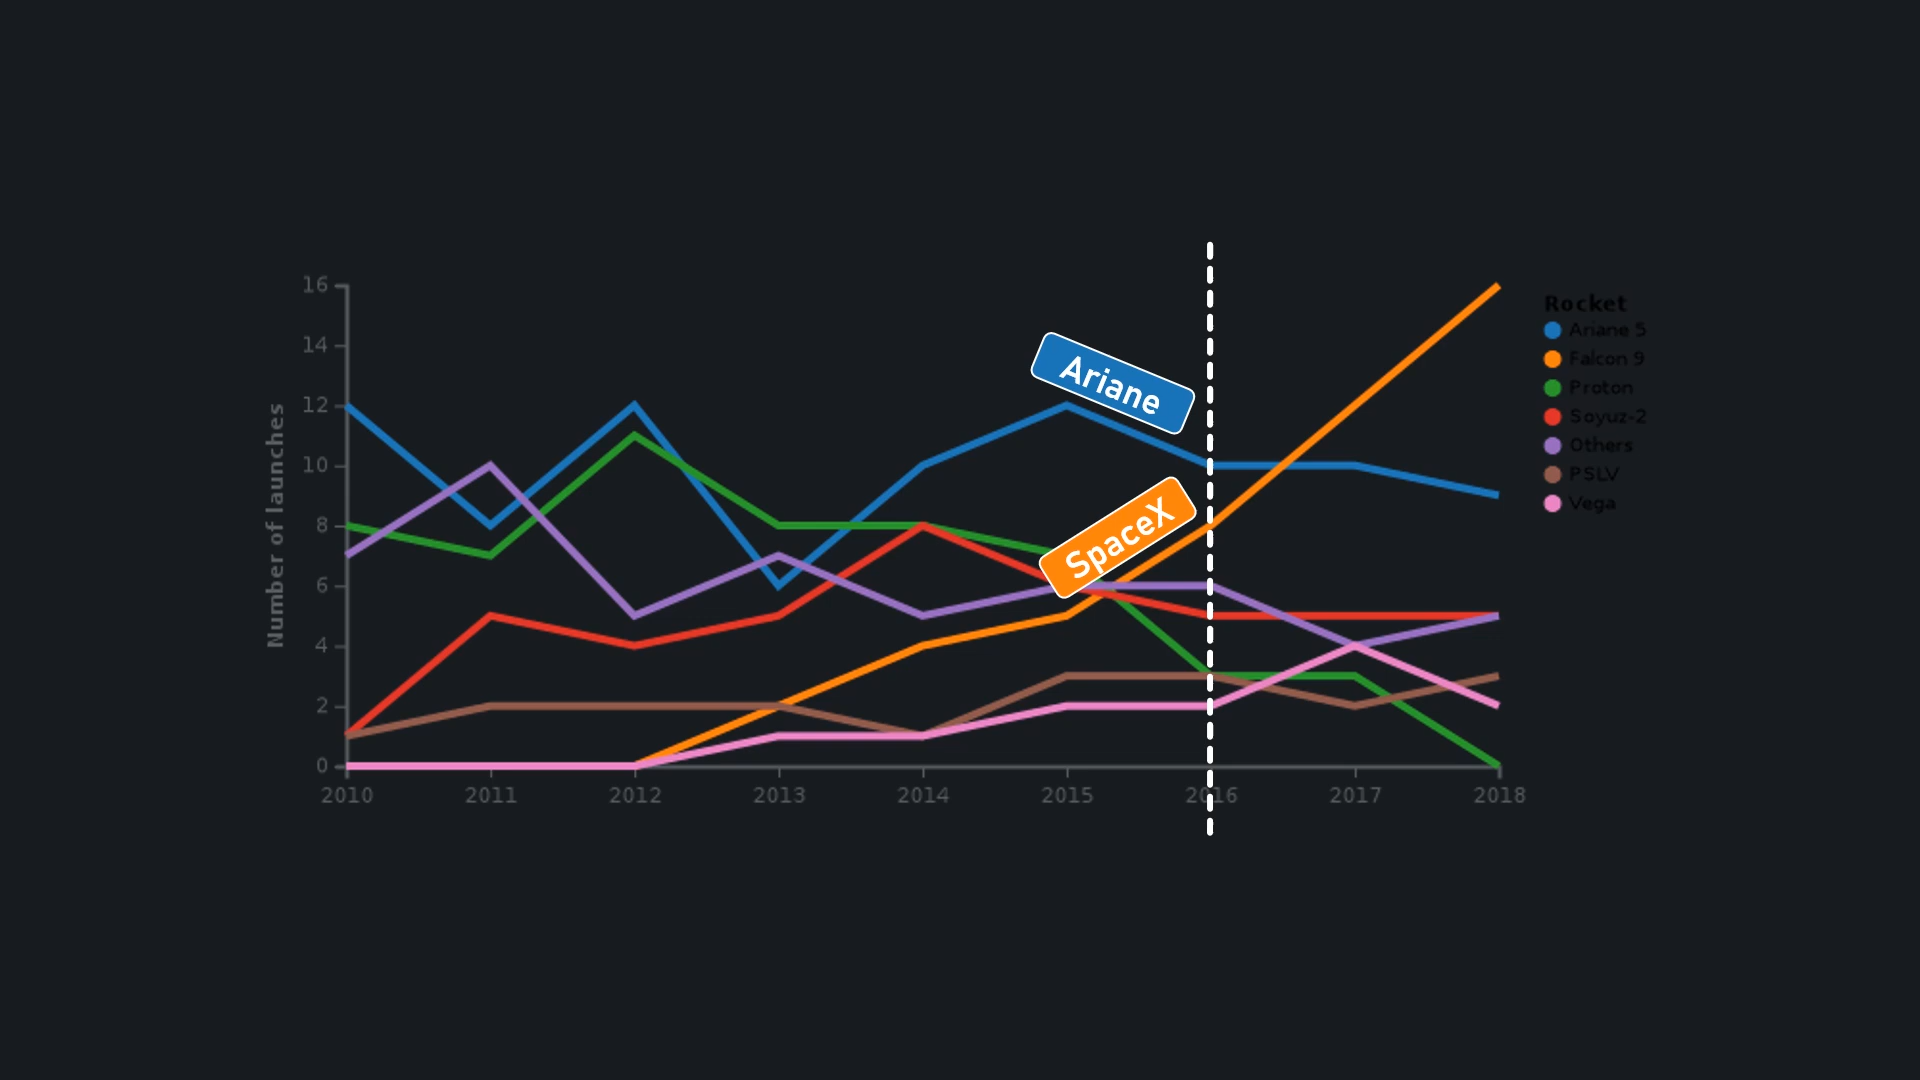 16
14
12
10
8
6
4
2
0
Number of launches
2010 2011 2012 2013 2014 2015 2016 2017 2018
Ariane
SpaceX
Rocket
Ariane 5
Falcon 9
Proton
Soyuz-2
Others
PSLV
Vega